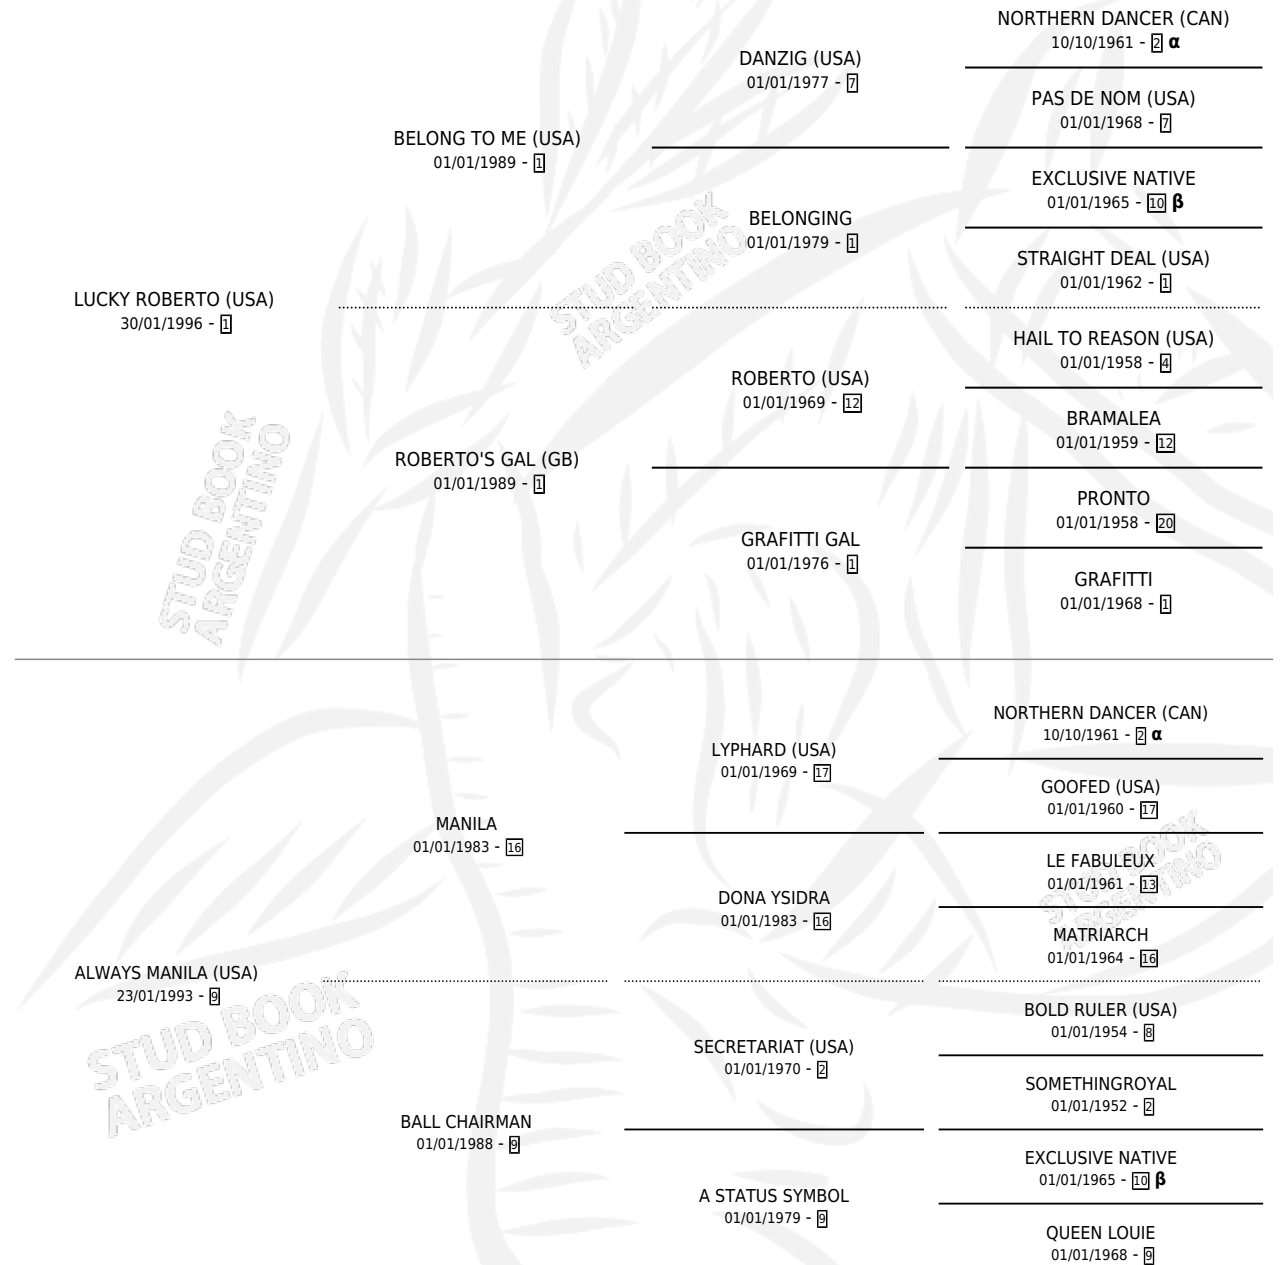 NORTHERN DANCER (CAN)
10/10/1961 - 2 α
DANZIG (USA)
01/01/1977 - 7
PAS DE NOM (USA)
01/01/1968 - 7
BELONG TO ME (USA)
01/01/1989 - 1
EXCLUSIVE NATIVE
01/01/1965 - 10 β
BELONGING
01/01/1979 - 1
STRAIGHT DEAL (USA)
01/01/1962 - 1
LUCKY ROBERTO (USA)
30/01/1996 - 1
HAIL TO REASON (USA)
01/01/1958 - 4
ROBERTO (USA)
01/01/1969 - 12
BRAMALEA
01/01/1959 - 12
ROBERTO'S GAL (GB)
01/01/1989 - 1
PRONTO
01/01/1958 - 20
GRAFITTI GAL
01/01/1976 - 1
GRAFITTI
01/01/1968 - 1
NORTHERN DANCER (CAN)
10/10/1961 - 2 α
LYPHARD (USA)
01/01/1969 - 17
GOOFED (USA)
01/01/1960 - 17
MANILA
01/01/1983 - 16
LE FABULEUX
01/01/1961 - 13
DONA YSIDRA
01/01/1983 - 16
MATRIARCH
01/01/1964 - 16
ALWAYS MANILA (USA)
23/01/1993 - 9
BOLD RULER (USA)
01/01/1954 - 8
SECRETARIAT (USA)
01/01/1970 - 2
SOMETHINGROYAL
01/01/1952 - 2
BALL CHAIRMAN
01/01/1988 - 9
EXCLUSIVE NATIVE
01/01/1965 - 10 β
A STATUS SYMBOL
01/01/1979 - 9
QUEEN LOUIE
01/01/1968 - 9
STUD BOOK
ARGENTINO
STUD BOOK
ARGENTINO
STUD BOOK
ARGENTINO
STUD BOOK
ARGENTINO